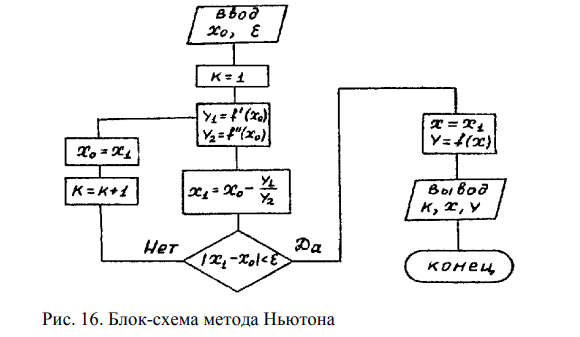 Ввод
x₀, ε
K=1
Y₁=f'(x₀)
Y₂=f"(x₀)
x₀=x₁
K=K+1
x₁=x₀-Y₁/Y₂
Нет
|x₁-x₀|<ε
Да
x=x₁
Y=f(x)
Вывод
K, x, Y
конец
Рис. 16. Блок-схема метода Ньютона